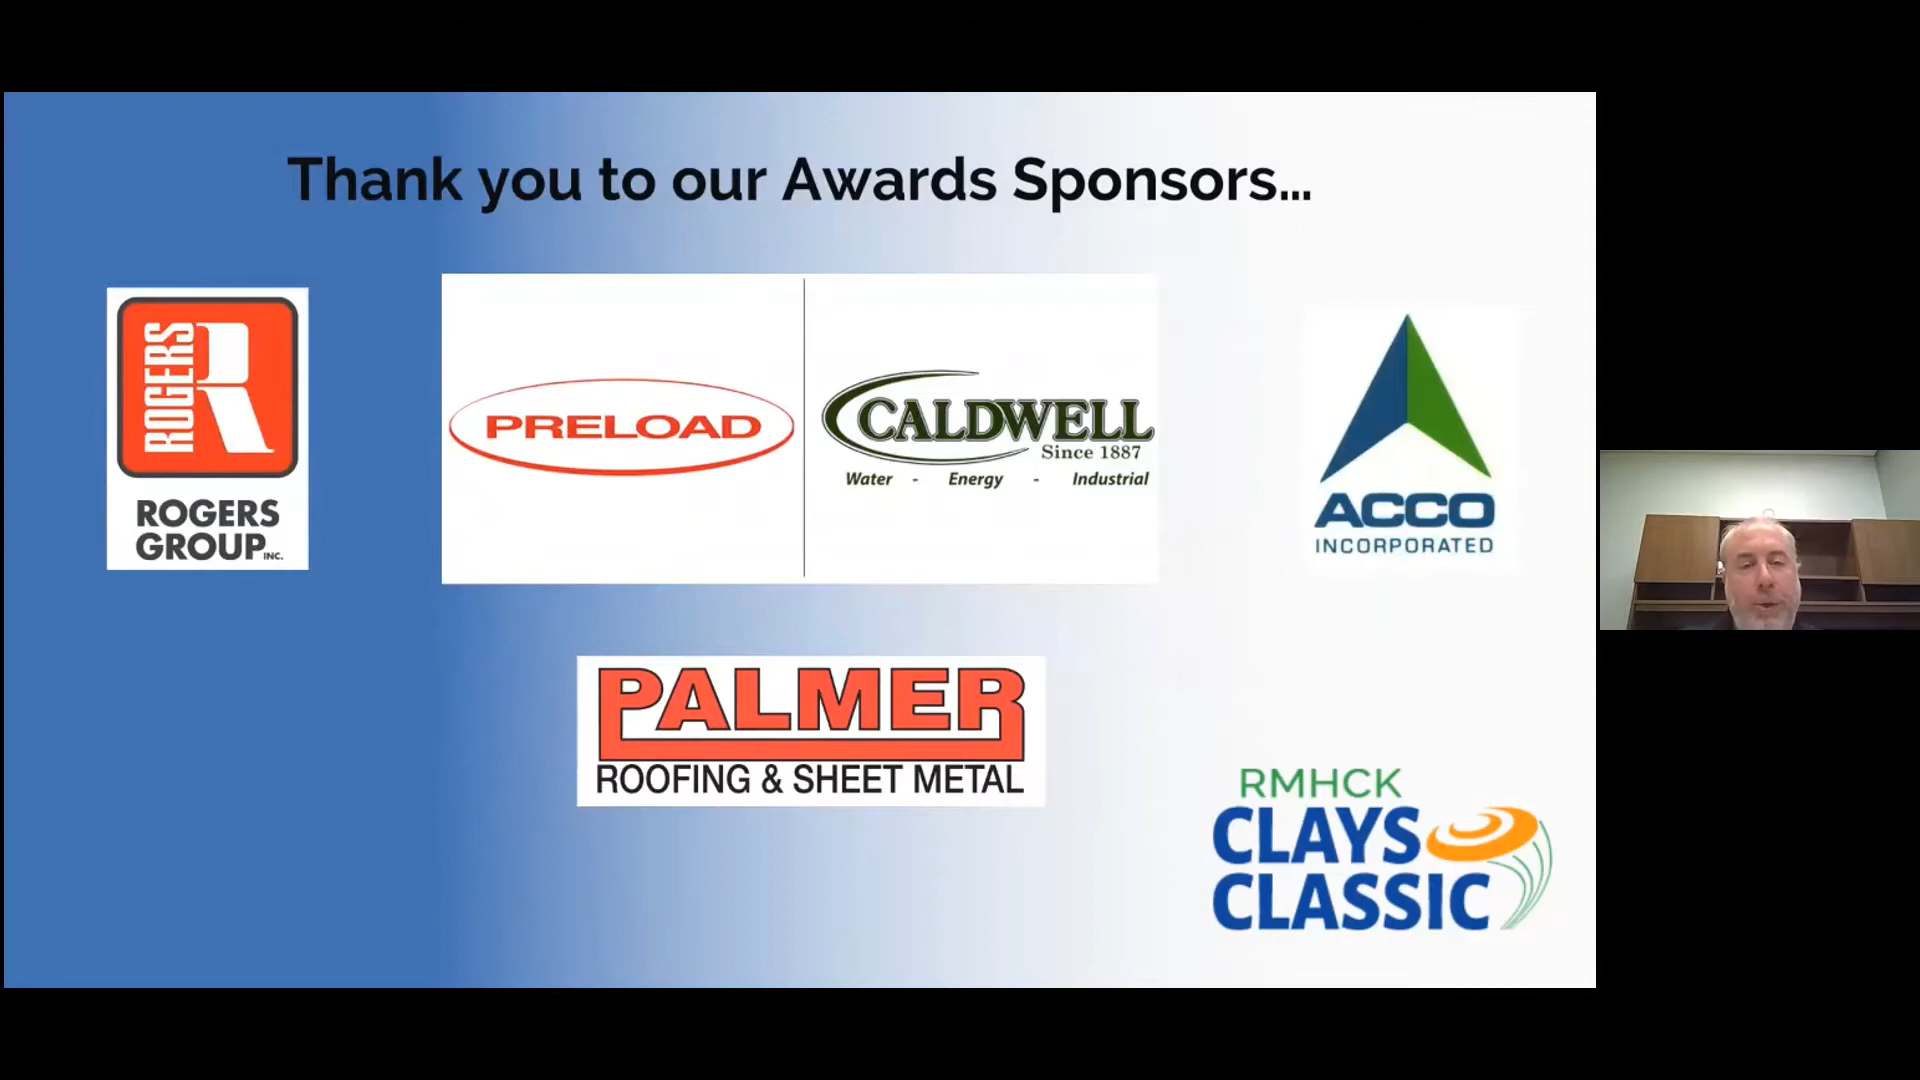 Thank you to our Awards Sponsors...
ROGERS
R
ROGERS
GROUP INC.
PRELOAD
CALDWELL
Since 1887
Water - Energy - Industrial
ACCO
INCORPORATED
PALMER
ROOFING & SHEET METAL
RMHCK
CLAYS
CLASSIC